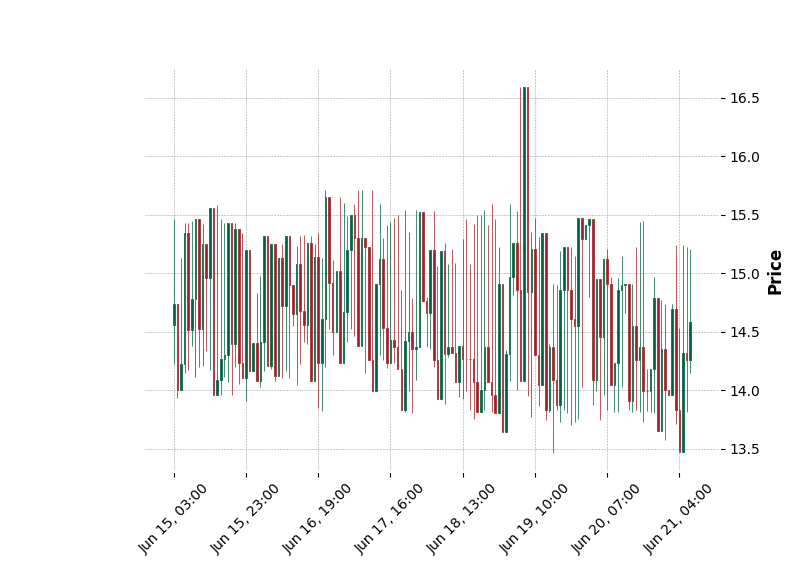 16.5
16.0
15.5
15.0
14.5
14.0
13.5
Price
Jun 15, 03:00
Jun 15, 23:00
Jun 16, 19:00
Jun 17, 16:00
Jun 18, 13:00
Jun 19, 10:00
Jun 20, 07:00
Jun 21, 04:00